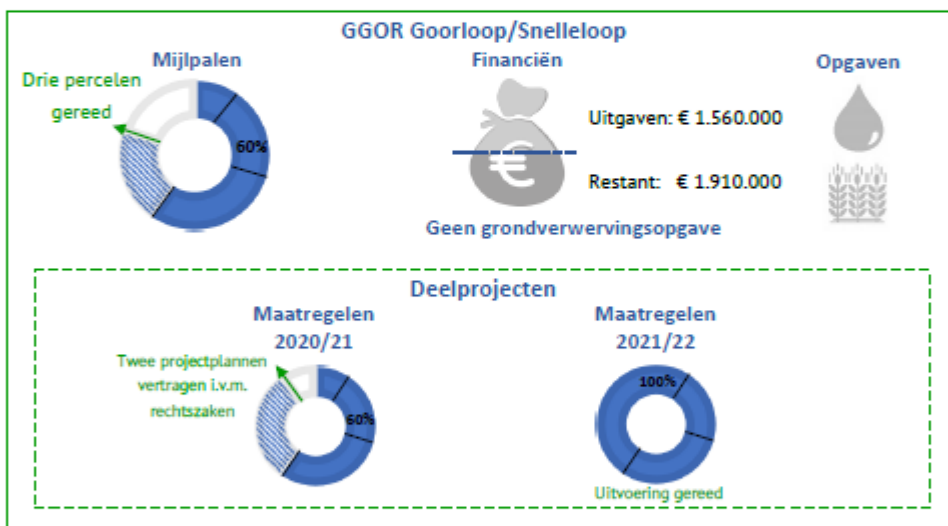 GGOR Goorloop/Snelleloop
Mijlpalen
Drie percelen
gereed
60%
Financiën
€
Uitgaven: € 1.560.000
Restant: € 1.910.000
Geen grondverwervingsopgave
Opgaven
Deelprojecten
Maatregelen
2020/21
Twee projectplannen
vertragen i.v.m.
rechtszaken
60%
Maatregelen
2021/22
100%
Uitvoering gereed